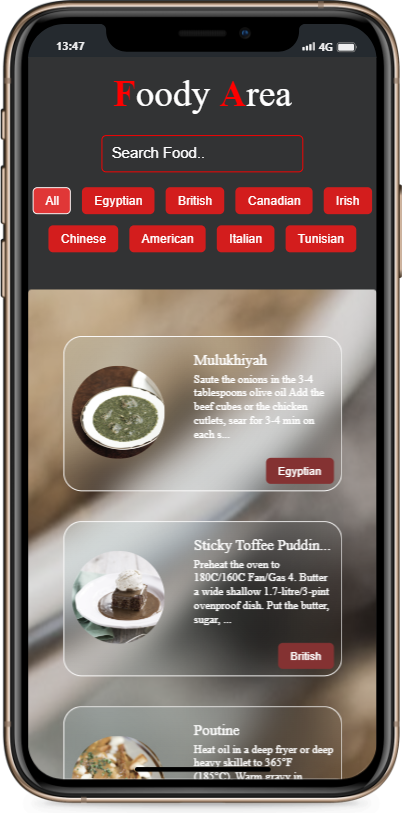 13:47
4G
Foody Area
Search Food..
All Egyptian British Canadian Irish
Chinese American Italian Tunisian
Mulukhiyah
Saute the onions in the 3-4
tablespoons olive oil Add the
beef cubes or the chicken
cutlets, sear for 3-4 min on
each s...
Egyptian
Sticky Toffee Puddin...
Preheat the oven to
180C/160C Fan/Gas 4. Butter
a wide shallow 1.7-litre/3-pint
ovenproof dish. Put the butter,
sugar, ...
British
Poutine
Heat oil in a deep fryer or deep
heavy skillet to 365°F
(185°C). Warm gravy in